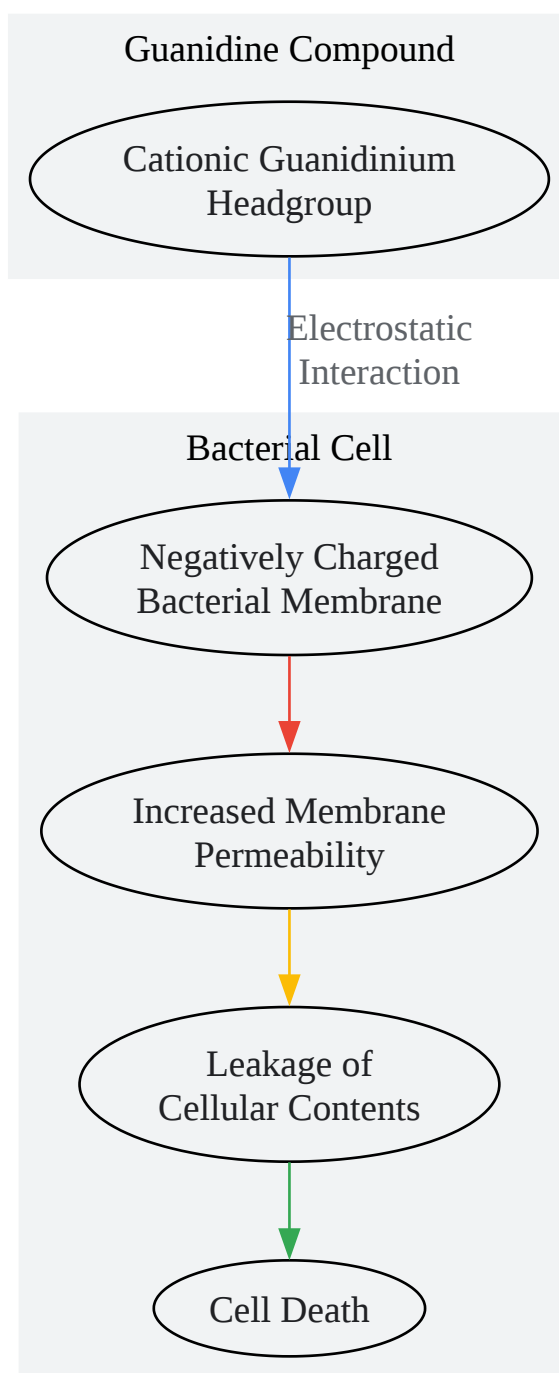 Guanidine Compound
Cationic Guanidinium
Headgroup
Electrostatic
Interaction
Bacterial Cell
Negatively Charged
Bacterial Membrane
Increased Membrane
Permeability
Leakage of
Cellular Contents
Cell Death